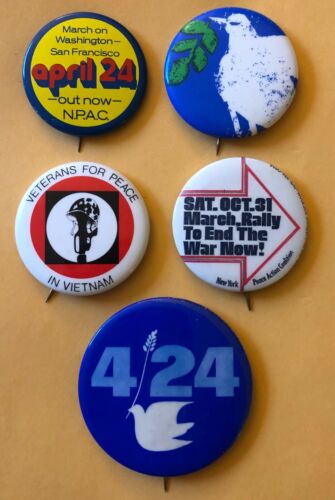 March on
Washington—
San Francisco
april 24
—out now—
N.P.A.C.
VETERANS FOR PEACE
IN VIETNAM
SAT. OCT. 31
March, Rally
To End The
War Now!
New York
Peace Action Coalition
4/24